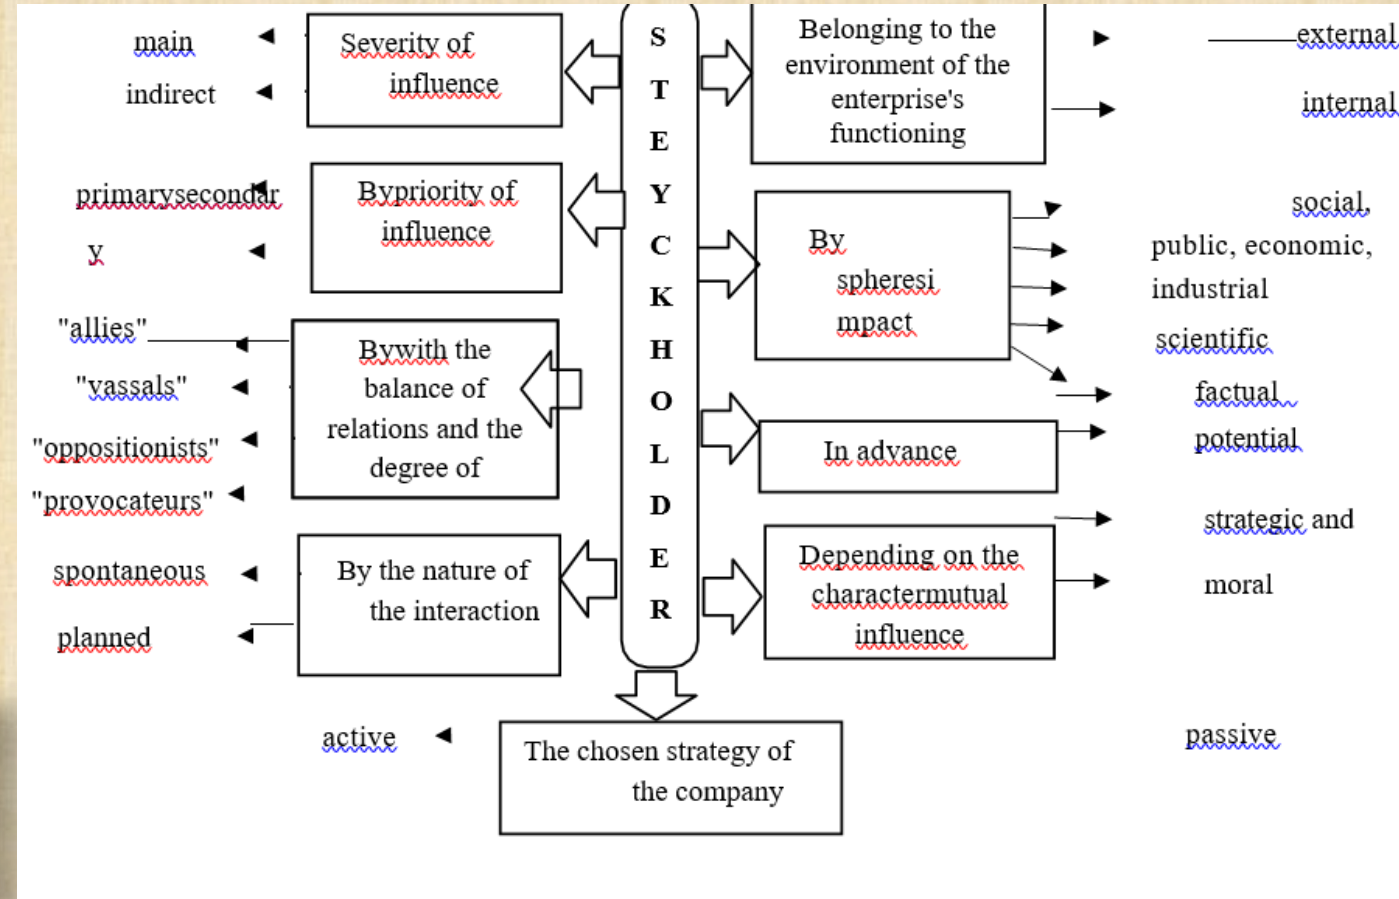 main
indirect
Severity of
influence
primarysecondar
y
Bypriority of
influence
"allies"
"vassals"
"oppositionists"
"provocateurs"
Bywith the
balance of
relations and the
degree of
spontaneous
planned
By the nature of
the interaction
S
T
E
Y
C
K
H
O
L
D
E
R
Belonging to the
environment of the
enterprise's
functioning
external
internal
By
spheresi
mpact
social,
public, economic,
industrial
scientific
In advance
factual
potential
Depending on the
charactermutual
influence
strategic and
moral
active
The chosen strategy of
the company
passive